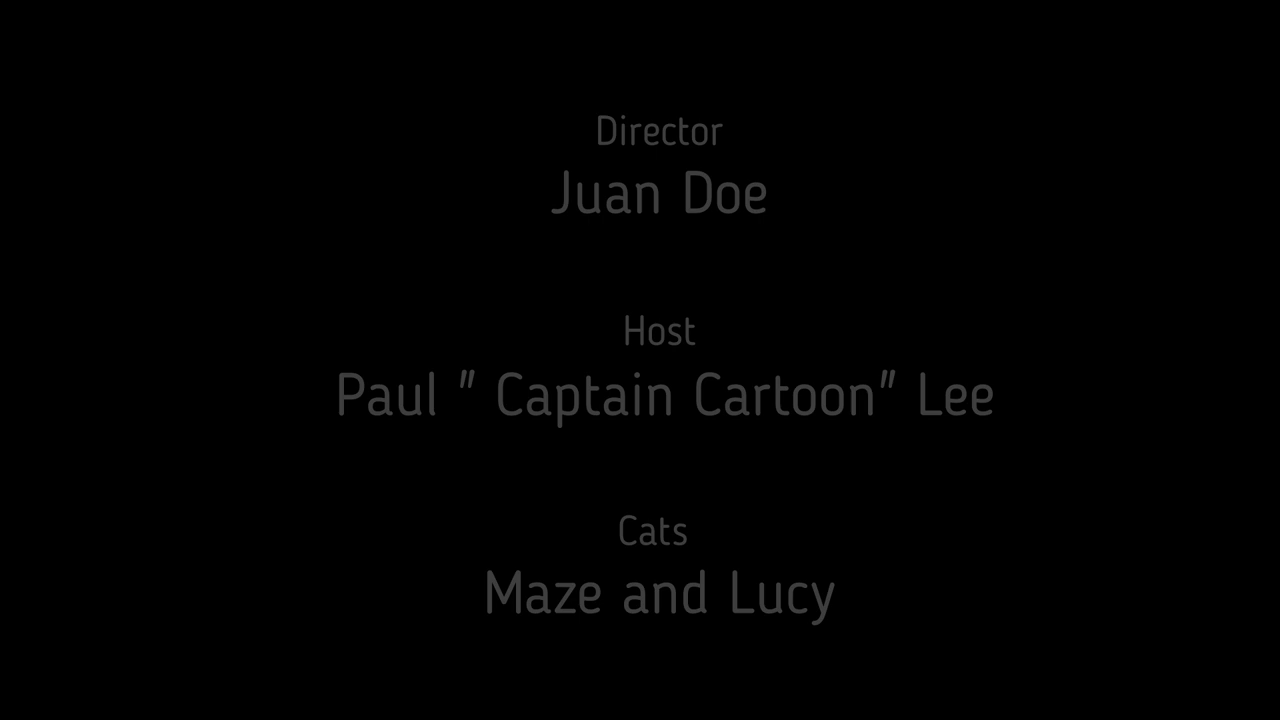 Director
Juan Doe
Host
Paul " Captain Cartoon" Lee
Cats
Maze and Lucy